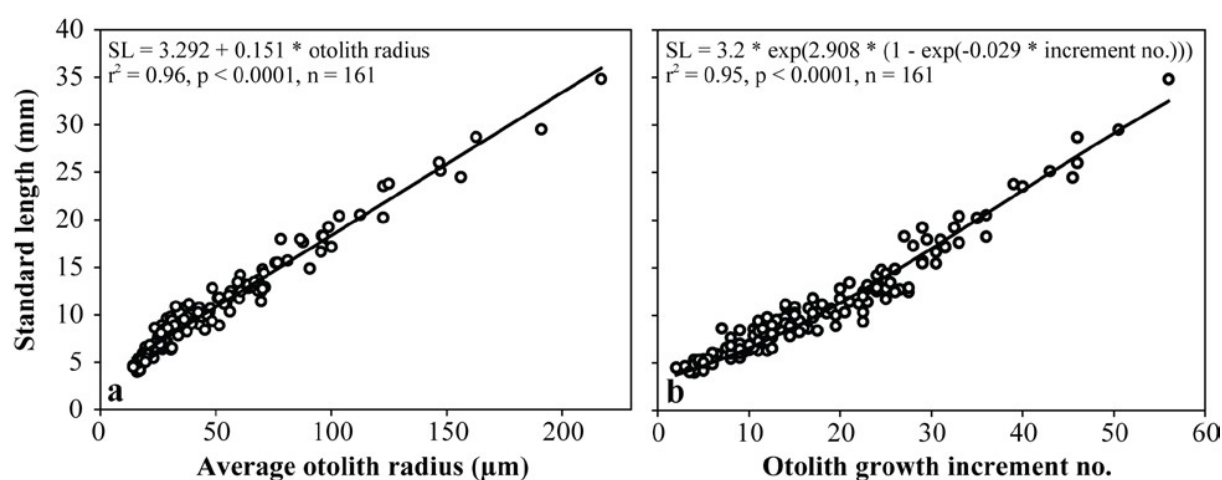 SL = 3.292 + 0.151 * otolith radius
r² = 0.96, p < 0.0001, n = 161
40
35
30
25
20
15
10
5
0
Standard length (mm)
a
0
50
100
150
200
Average otolith radius (µm)
SL = 3.2 * exp(2.908 * (1 - exp(-0.029 * increment no.)))
r² = 0.95, p < 0.0001, n = 161
b
0
10
20
30
40
50
60
Otolith growth increment no.